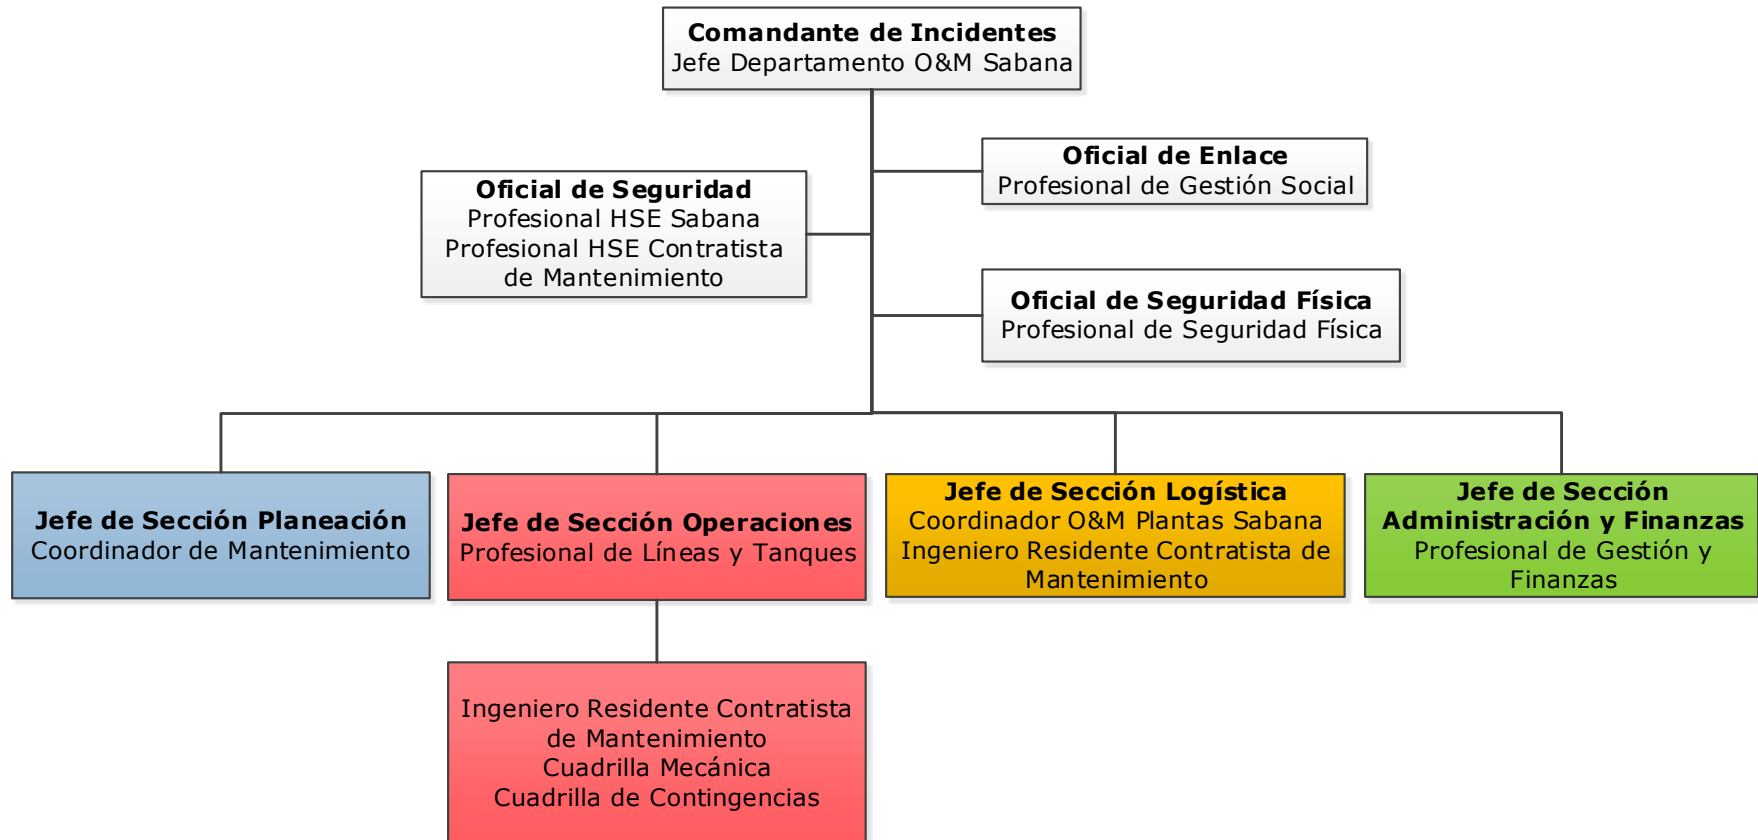 Comandante de Incidentes
Jefe Departamento O&M Sabana
Oficial de Enlace
Profesional de Gestión Social
Oficial de Seguridad
Profesional HSE Sabana
Profesional HSE Contratista
de Mantenimiento
Oficial de Seguridad Física
Profesional de Seguridad Física
Jefe de Sección Planeación
Coordinador de Mantenimiento
Jefe de Sección Operaciones
Profesional de Líneas y Tanques
Jefe de Sección Logística
Coordinador O&M Plantas Sabana
Ingeniero Residente Contratista de
Mantenimiento
Jefe de Sección
Administración y Finanzas
Profesional de Gestión y
Finanzas
Ingeniero Residente Contratista
de Mantenimiento
Cuadrilla Mecánica
Cuadrilla de Contingencias